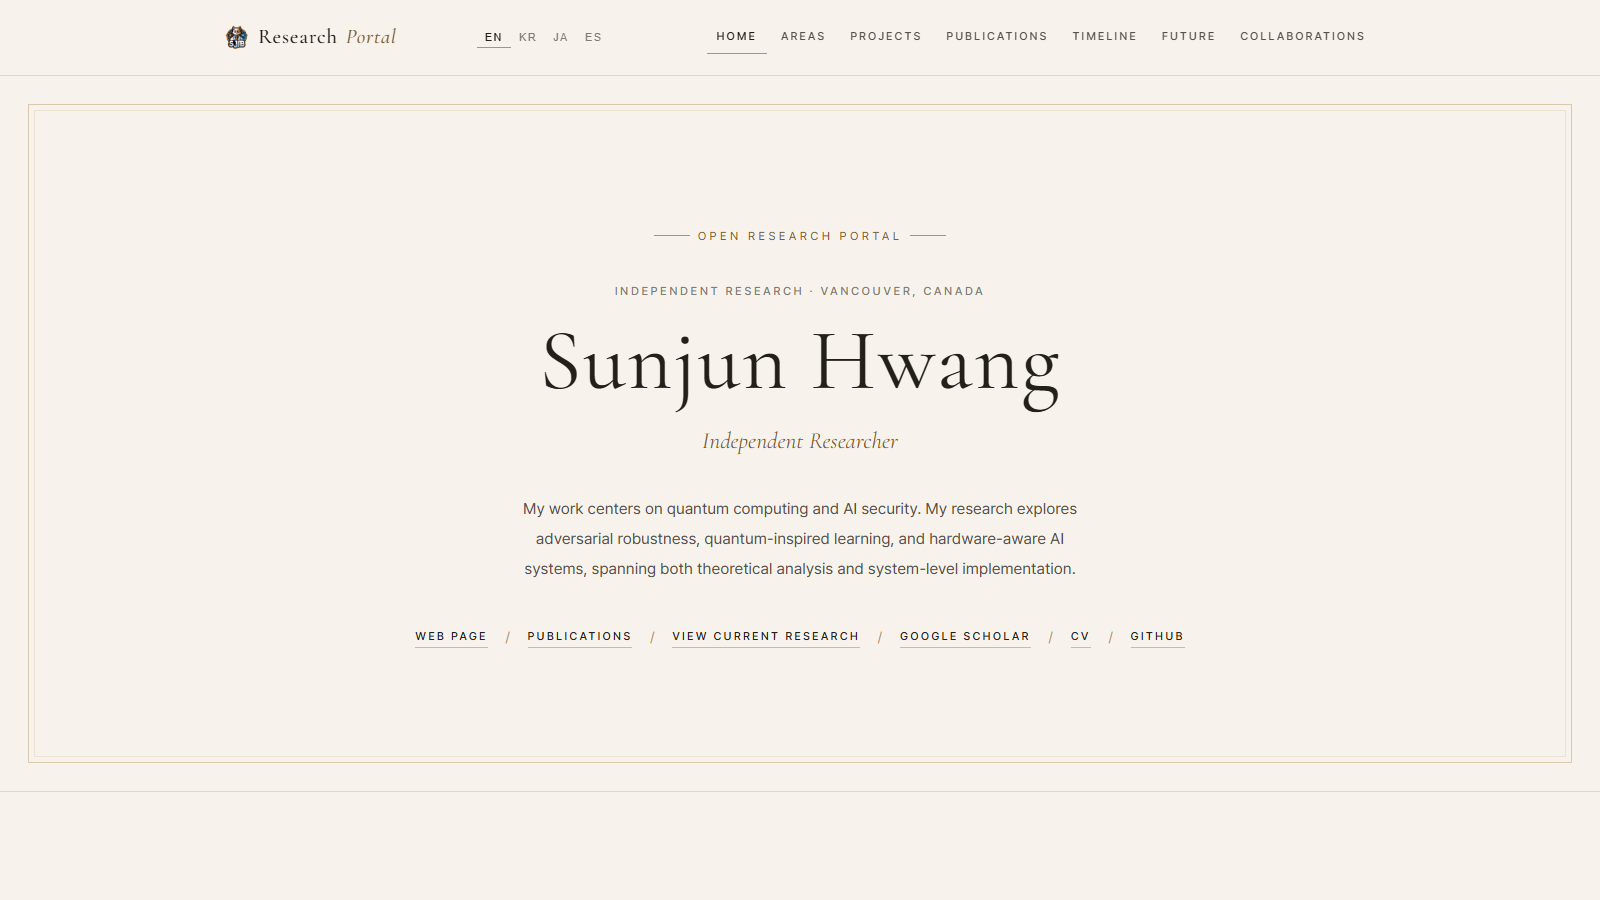 Research Portal
EN KR JA ES
HOME AREAS PROJECTS PUBLICATIONS TIMELINE FUTURE COLLABORATIONS
OPEN RESEARCH PORTAL
INDEPENDENT RESEARCH · VANCOUVER, CANADA
Sunjun Hwang
Independent Researcher
My work centers on quantum computing and AI security. My research explores
adversarial robustness, quantum-inspired learning, and hardware-aware AI
systems, spanning both theoretical analysis and system-level implementation.
WEB PAGE / PUBLICATIONS / VIEW CURRENT RESEARCH / GOOGLE SCHOLAR / CV / GITHUB